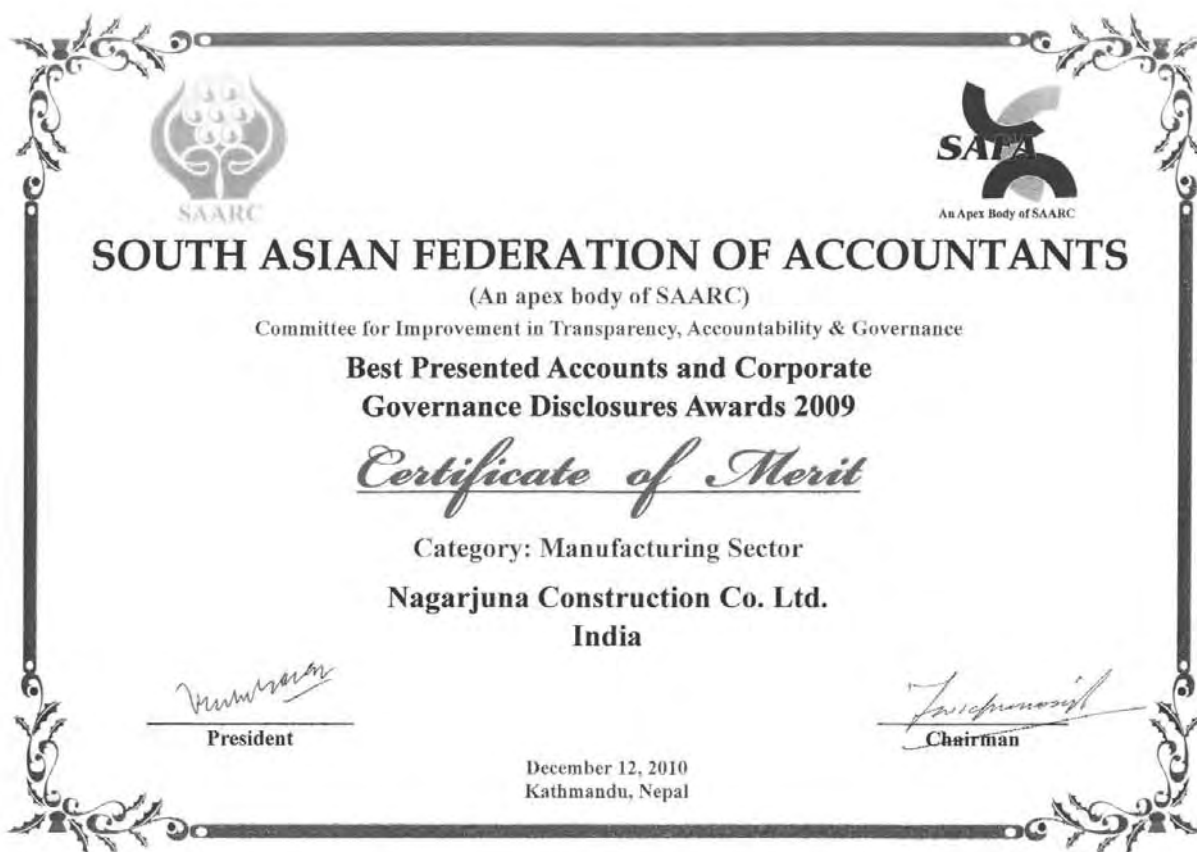 SAARC
SAFA
An Apex Body of SAARC
SOUTH ASIAN FEDERATION OF ACCOUNTANTS
(An apex body of SAARC)
Committee for Improvement in Transparency, Accountability & Governance
Best Presented Accounts and Corporate
Governance Disclosures Awards 2009
Certificate of Merit
Category: Manufacturing Sector
Nagarjuna Construction Co. Ltd.
India
President
Chairman
December 12, 2010
Kathmandu, Nepal